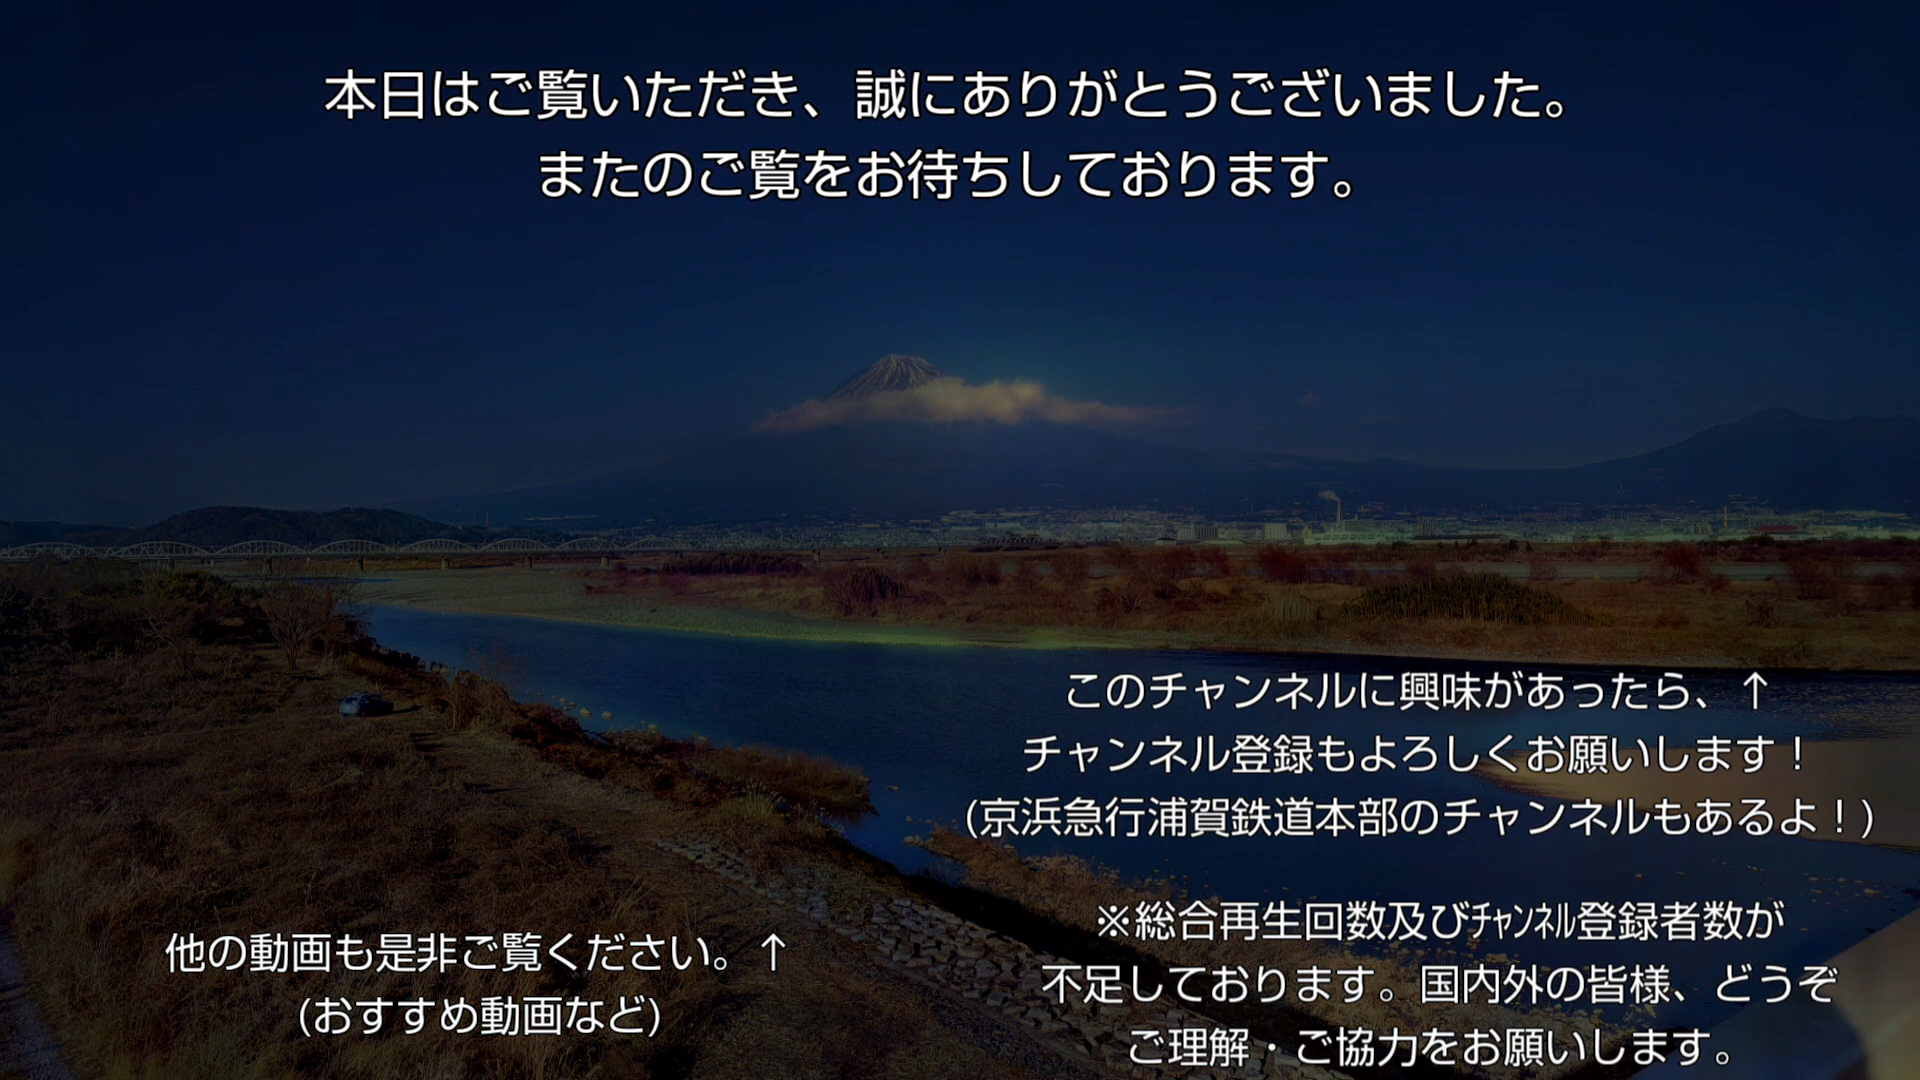 本日はご覧いただき、誠にありがとうございました。
またのご覧をお待ちしております。
このチャンネルに興味があったら、↑
チャンネル登録もよろしくお願いします！
(京浜急行浦賀鉄道本部のチャンネルもあるよ！)
他の動画も是非ご覧ください。↑
(おすすめ動画など)
※総合再生回数及びﾁｬﾝﾈﾙ登録者数が
不足しております。国内外の皆様、どうぞ
ご理解・ご協力をお願いします。